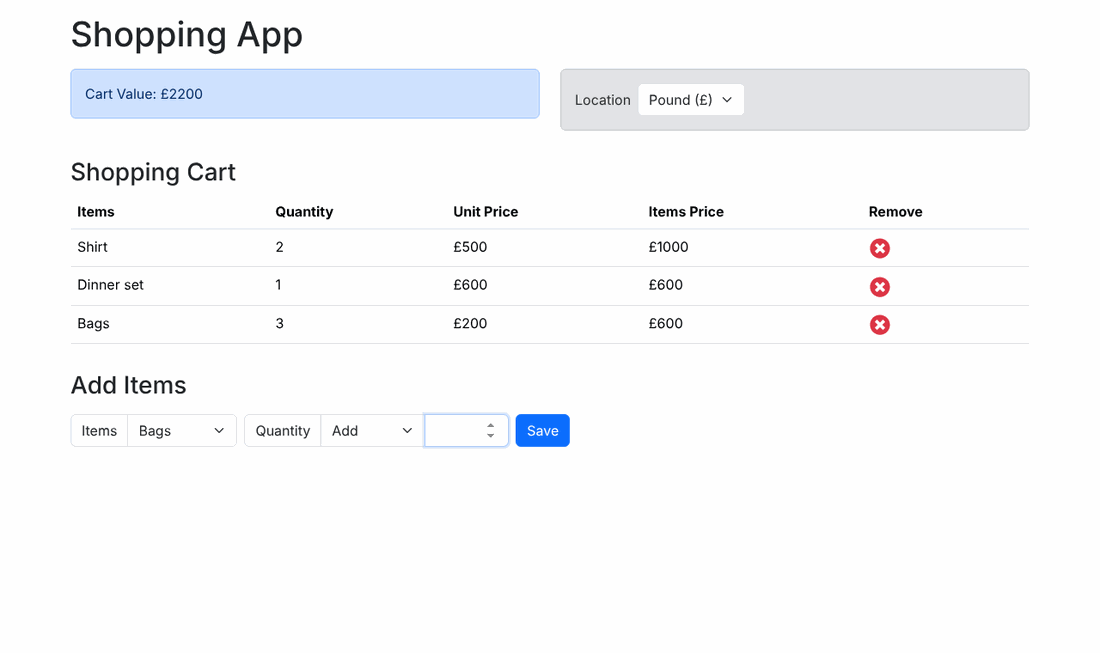 Shopping App
Cart Value: £2200
Location Pound (£)
Shopping Cart
Items Quantity Unit Price Items Price Remove
Shirt 2 £500 £1000
Dinner set 1 £600 £600
Bags 3 £200 £600
Add Items
Items Bags Quantity Add Save